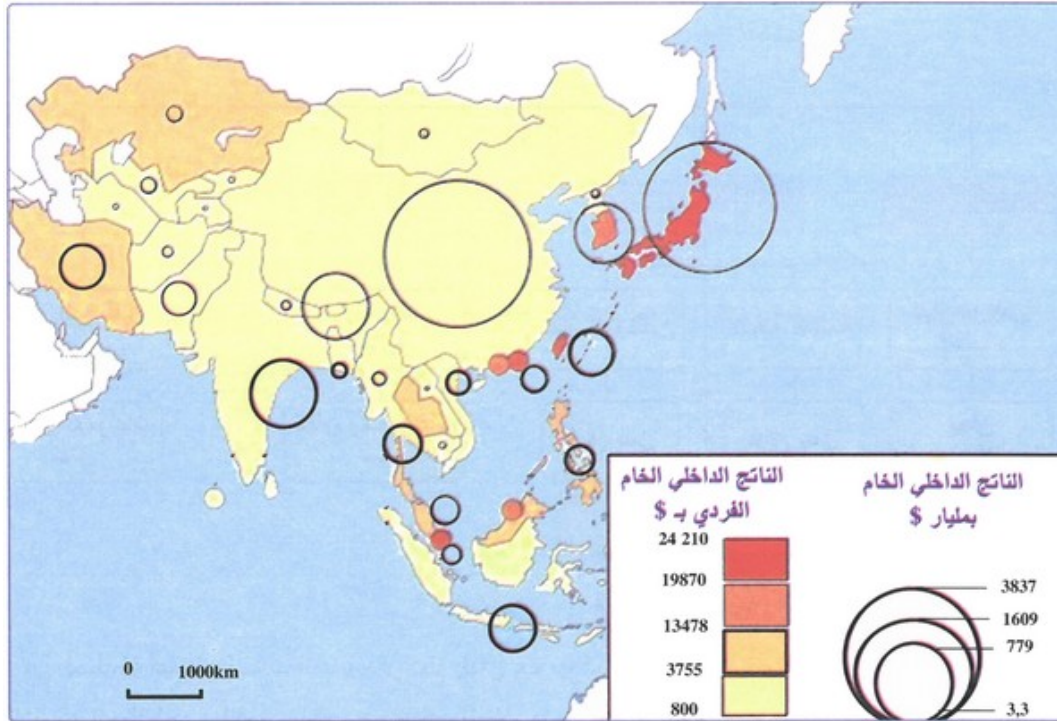 الناتج الداخلي الخام
الفردي بـ $
24 210
19870
13478
3755
800
الناتج الداخلي الخام
بمليار $
3837
1609
779
3,3
0 1000km